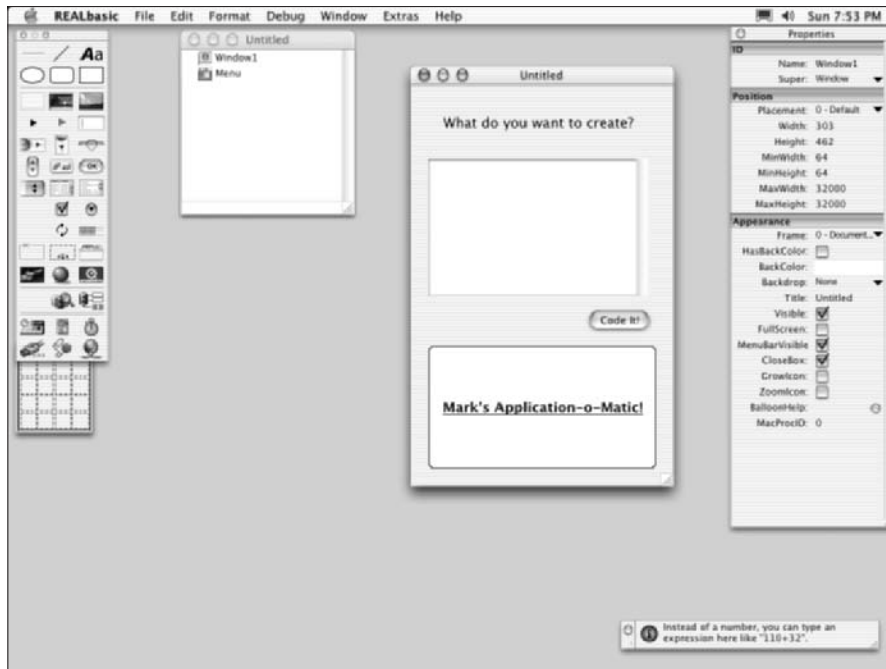 REALbasic File Edit Format Debug Window Extras Help Sun 7:53 PM
Aa
OK
Untitled
Window1
Menu
Untitled
What do you want to create?
Code It!
Mark's Application-o-Matic!
Properties
ID
Name: Window1
Super: Window
Position
Placement: 0 - Default
Width: 303
Height: 462
MinWidth: 64
MinHeight: 64
MaxWidth: 32000
MaxHeight: 32000
Appearance
Frame: 0 - Document...
HasBackColor:
BackColor:
Backdrop: None
Title: Untitled
Visible:
FullScreen:
MenuBarVisible
CloseBox:
GrowIcon:
ZoomIcon:
BalloonHelp:
MacProcID: 0
Instead of a number, you can type an
expression here like "110+32".